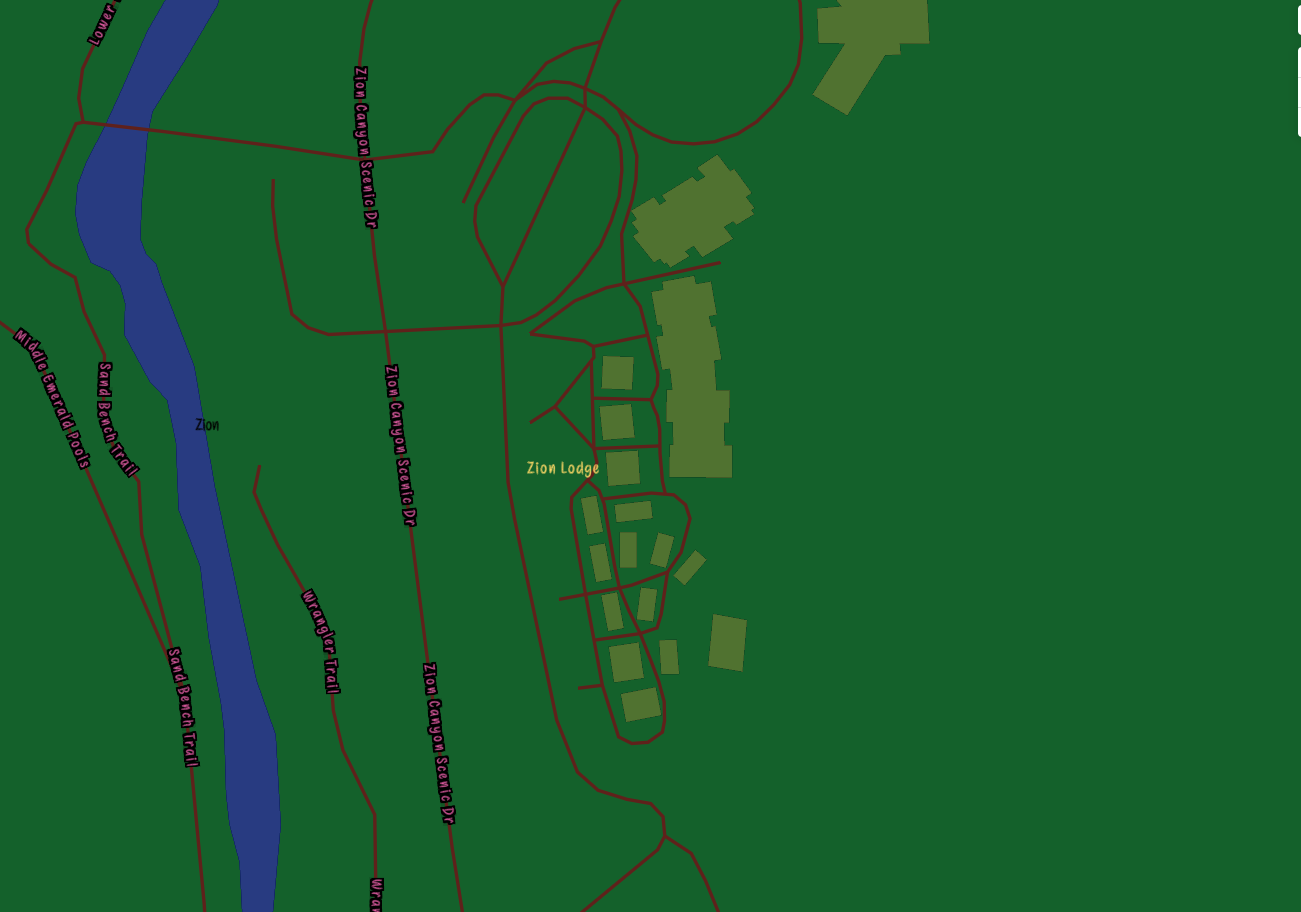 Lower
Zion Canyon Scenic Dr
Middle Emerald Pools
Sand Bench Trail
Zion
Zion Canyon Scenic Dr
Zion Lodge
Wrangler Trail
Sand Bench Trail
Zion Canyon Scenic Dr
Wran